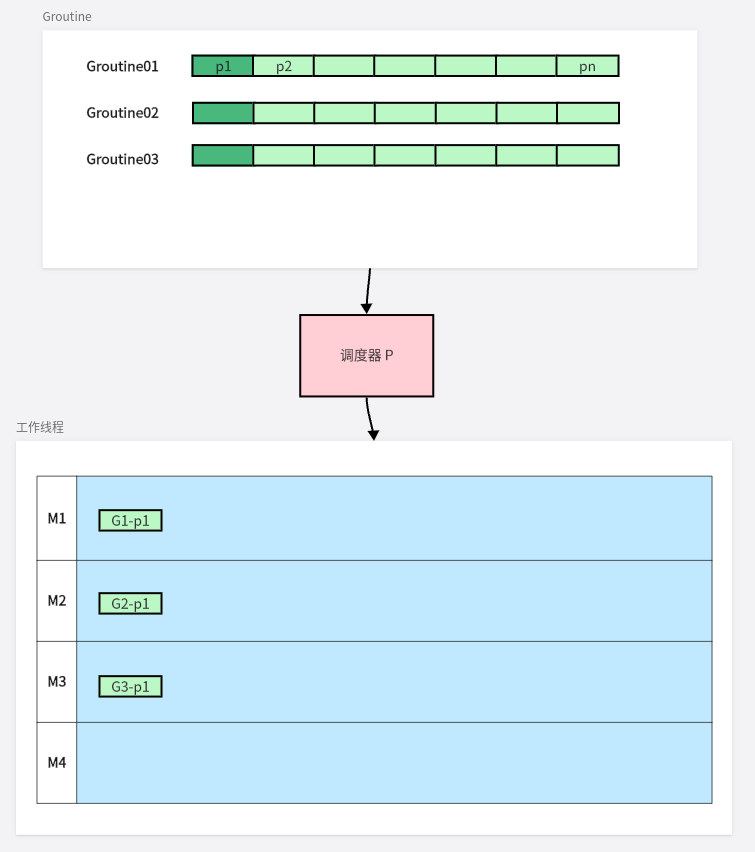 Groutine
Groutine01 p1 p2 pn
Groutine02
Groutine03
调度器 P
工作线程
M1 G1-p1
M2 G2-p1
M3 G3-p1
M4